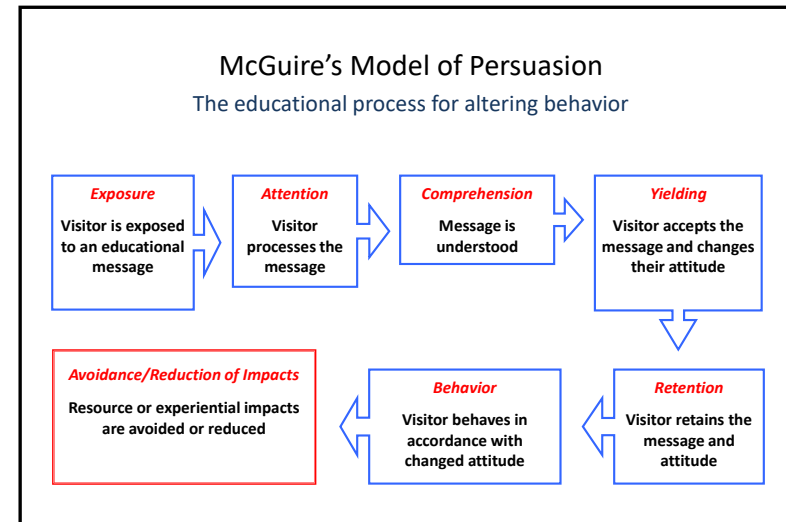 McGuire’s Model of Persuasion
The educational process for altering behavior
Exposure
Visitor is exposed
to an educational
message
Attention
Visitor
processes the
message
Comprehension
Message is
understood
Yielding
Visitor accepts the
message and changes
their attitude
Retention
Visitor retains the
message and
attitude
Behavior
Visitor behaves in
accordance with
changed attitude
Avoidance/Reduction of Impacts
Resource or experiential impacts
are avoided or reduced